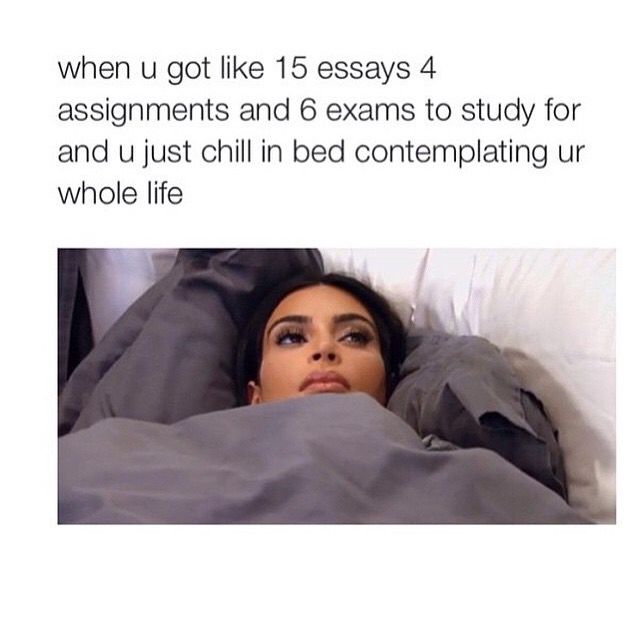 when u got like 15 essays 4
assignments and 6 exams to study for
and u just chill in bed contemplating ur
whole life